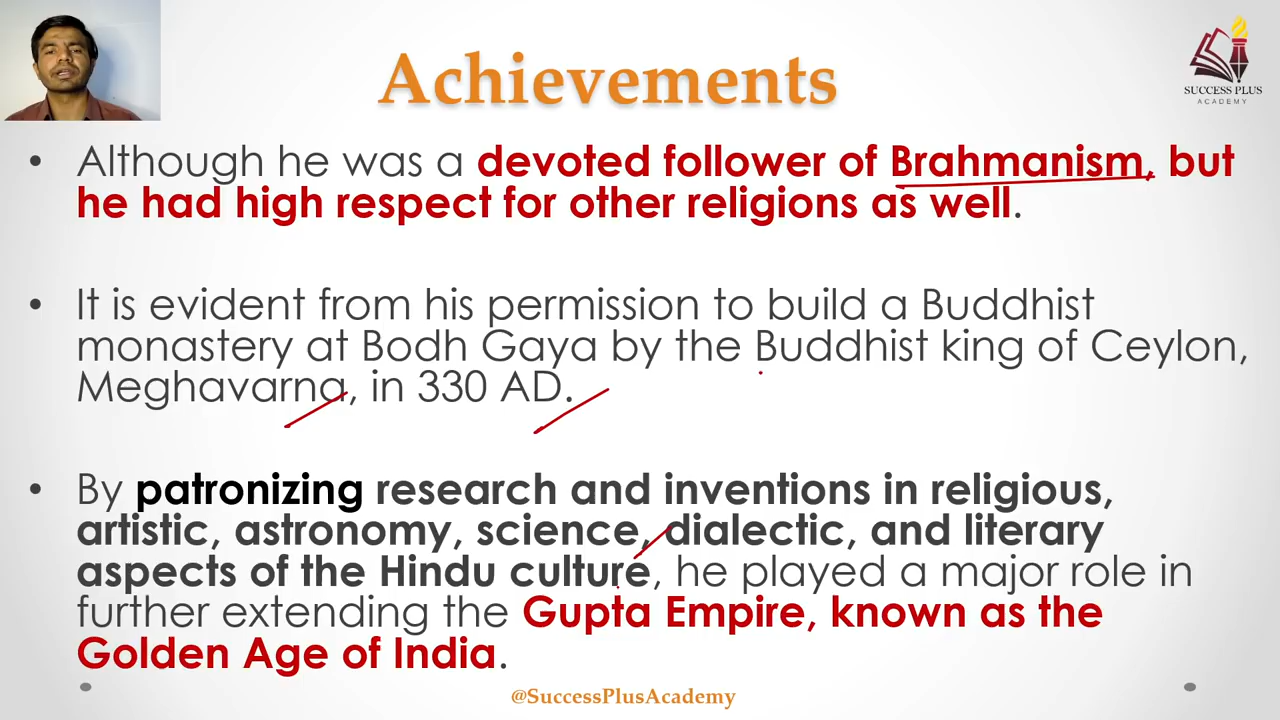 Achievements
SUCCESS PLUS
ACADEMY
• Although he was a devoted follower of Brahmanism, but
he had high respect for other religions as well.
• It is evident from his permission to build a Buddhist
monastery at Bodh Gaya by the Buddhist king of Ceylon,
Meghavarna, in 330 AD.
• By patronizing research and inventions in religious,
artistic, astronomy, science, dialectic, and literary
aspects of the Hindu culture, he played a major role in
further extending the Gupta Empire, known as the
Golden Age of India.
@SuccessPlusAcademy